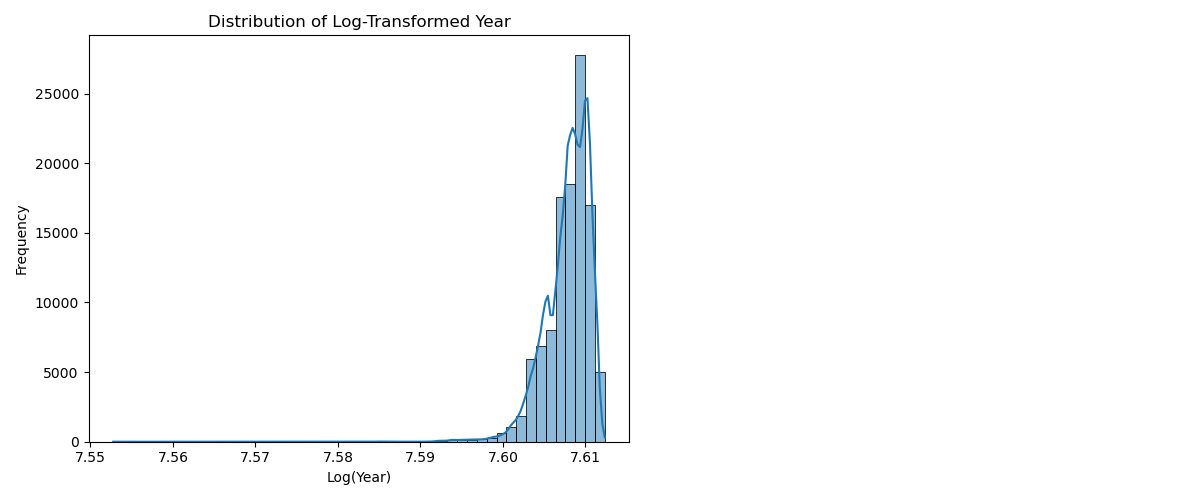 Distribution of Log-Transformed Year
Frequency
25000
20000
15000
10000
5000
0
7.55 7.56 7.57 7.58 7.59 7.60 7.61
Log(Year)